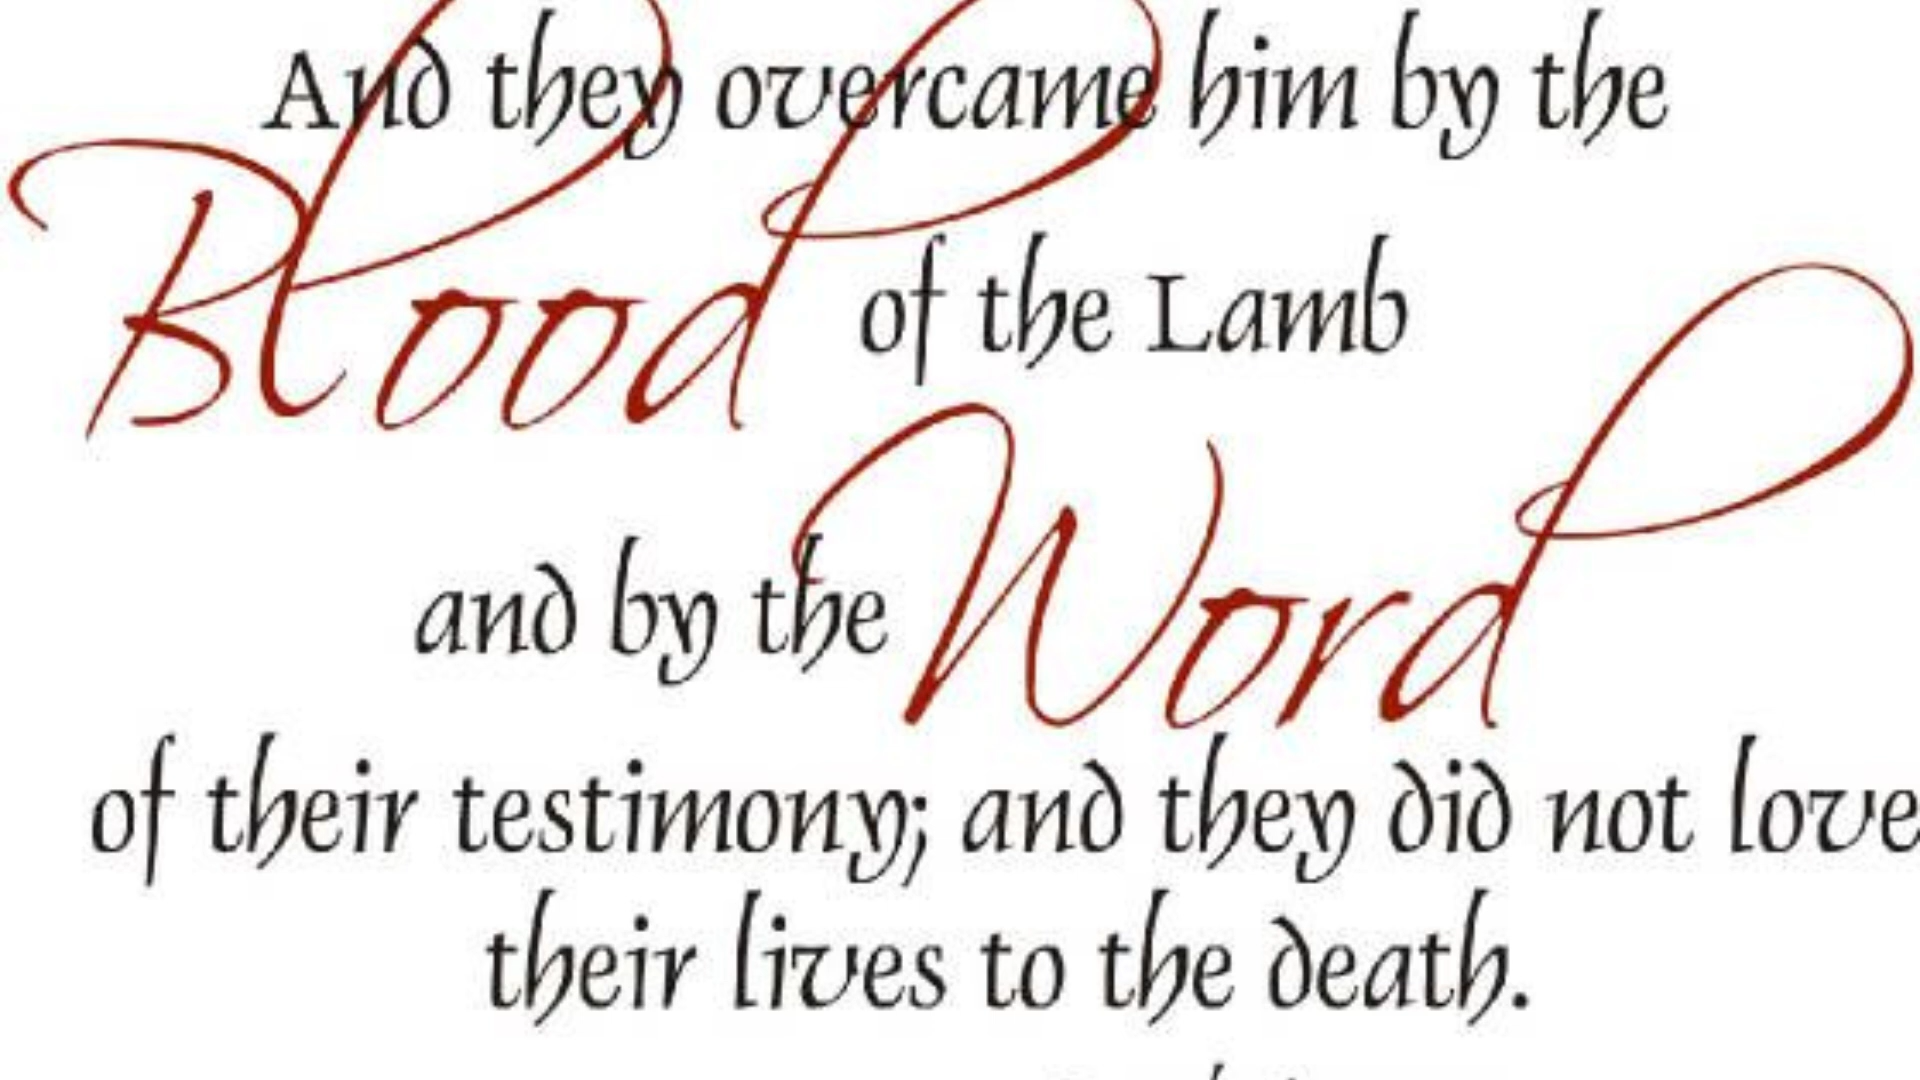 And they overcame him by the
Blood of the Lamb
and by the Word
of their testimony; and they did not love
their lives to the death.